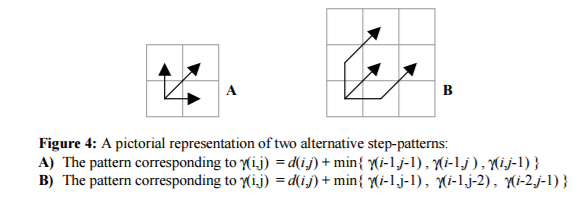 A
B
Figure 4: A pictorial representation of two alternative step-patterns:
A) The pattern corresponding to γ(i,j) = d(i,j) + min{ γ(i-1,j-1) , γ(i-1,j ) , γ(i,j-1) }
B) The pattern corresponding to γ(i,j) = d(i,j) + min{ γ(i-1,j-1) , γ(i-1,j-2) , γ(i-2,j-1) }